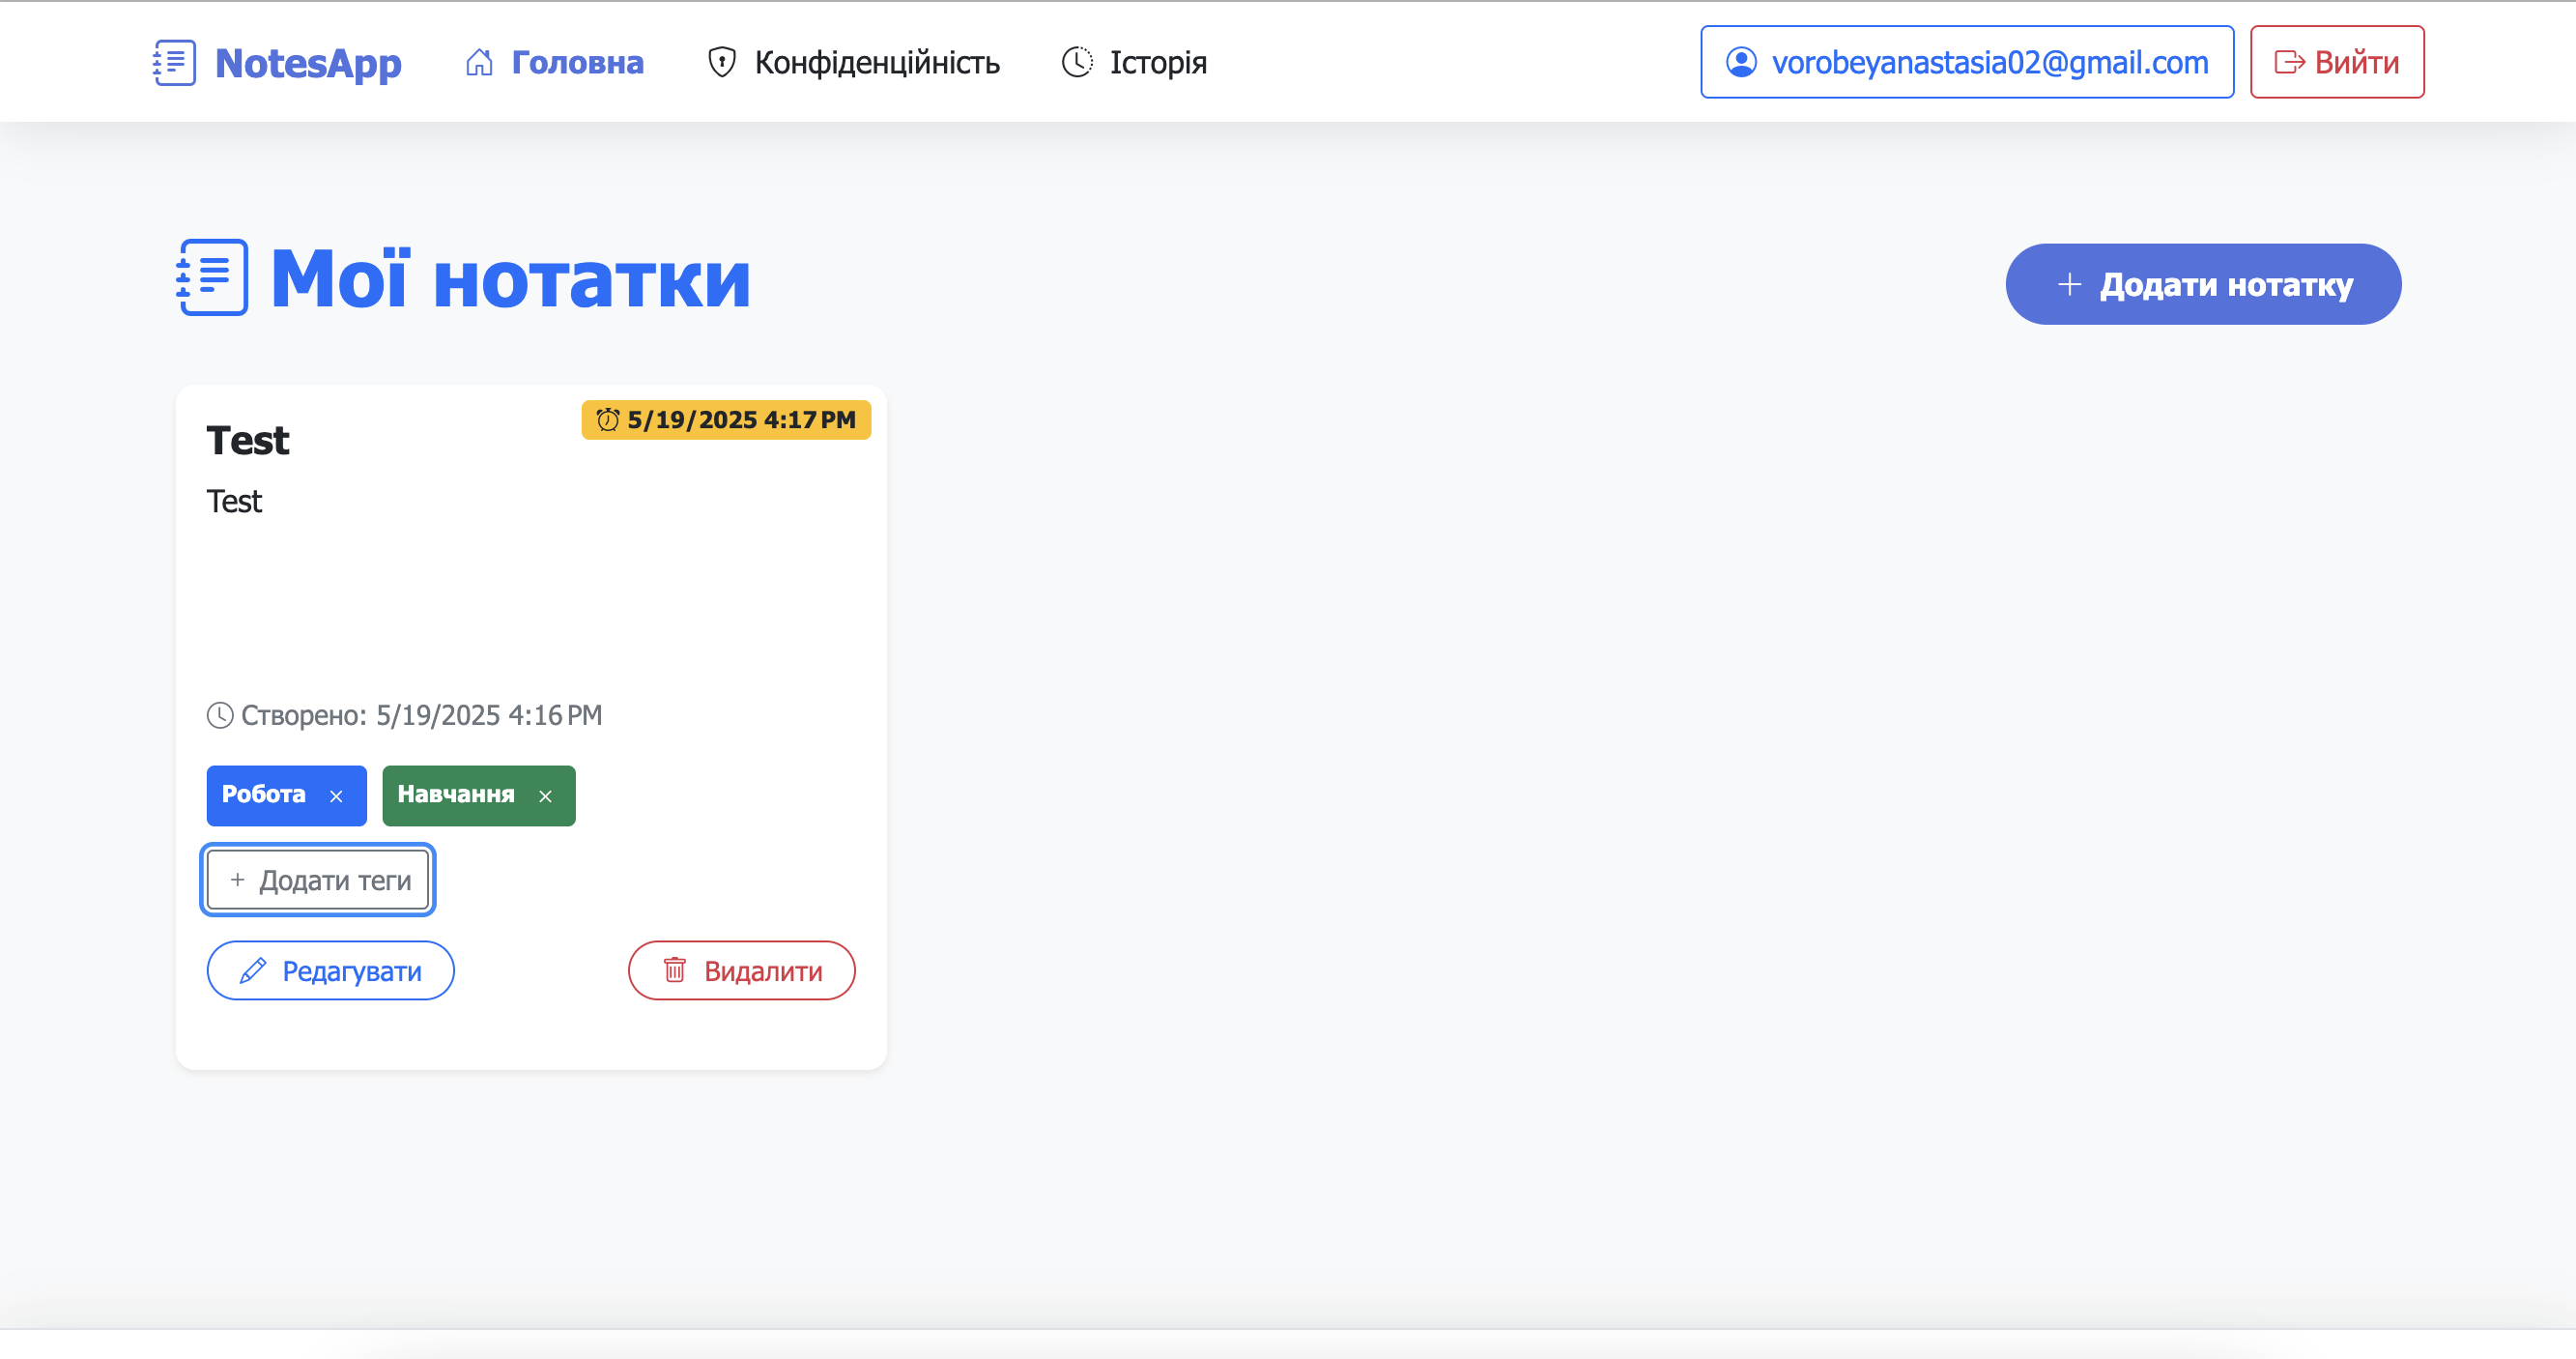 NotesApp Головна Конфіденційність Історія vorobeyanastasia02@gmail.com Вийти
Мої нотатки
+ Додати нотатку
5/19/2025 4:17 PM
Test
Test
Створено: 5/19/2025 4:16 PM
Робота × Навчання ×
+ Додати теги
Редагувати Видалити